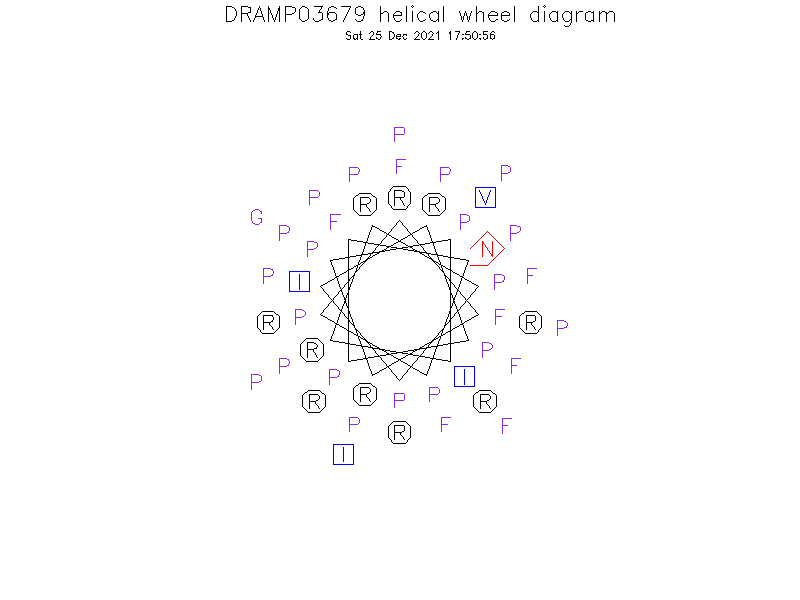 DRAMP03679 helical wheel diagram
Sat 25 Dec 2021 17:50:56
P
F
P P P
P V
R R R
G F P
P P
P N
P I P F
R P F R P
R P
P F
P P I
R R R
P P
P R F F
I